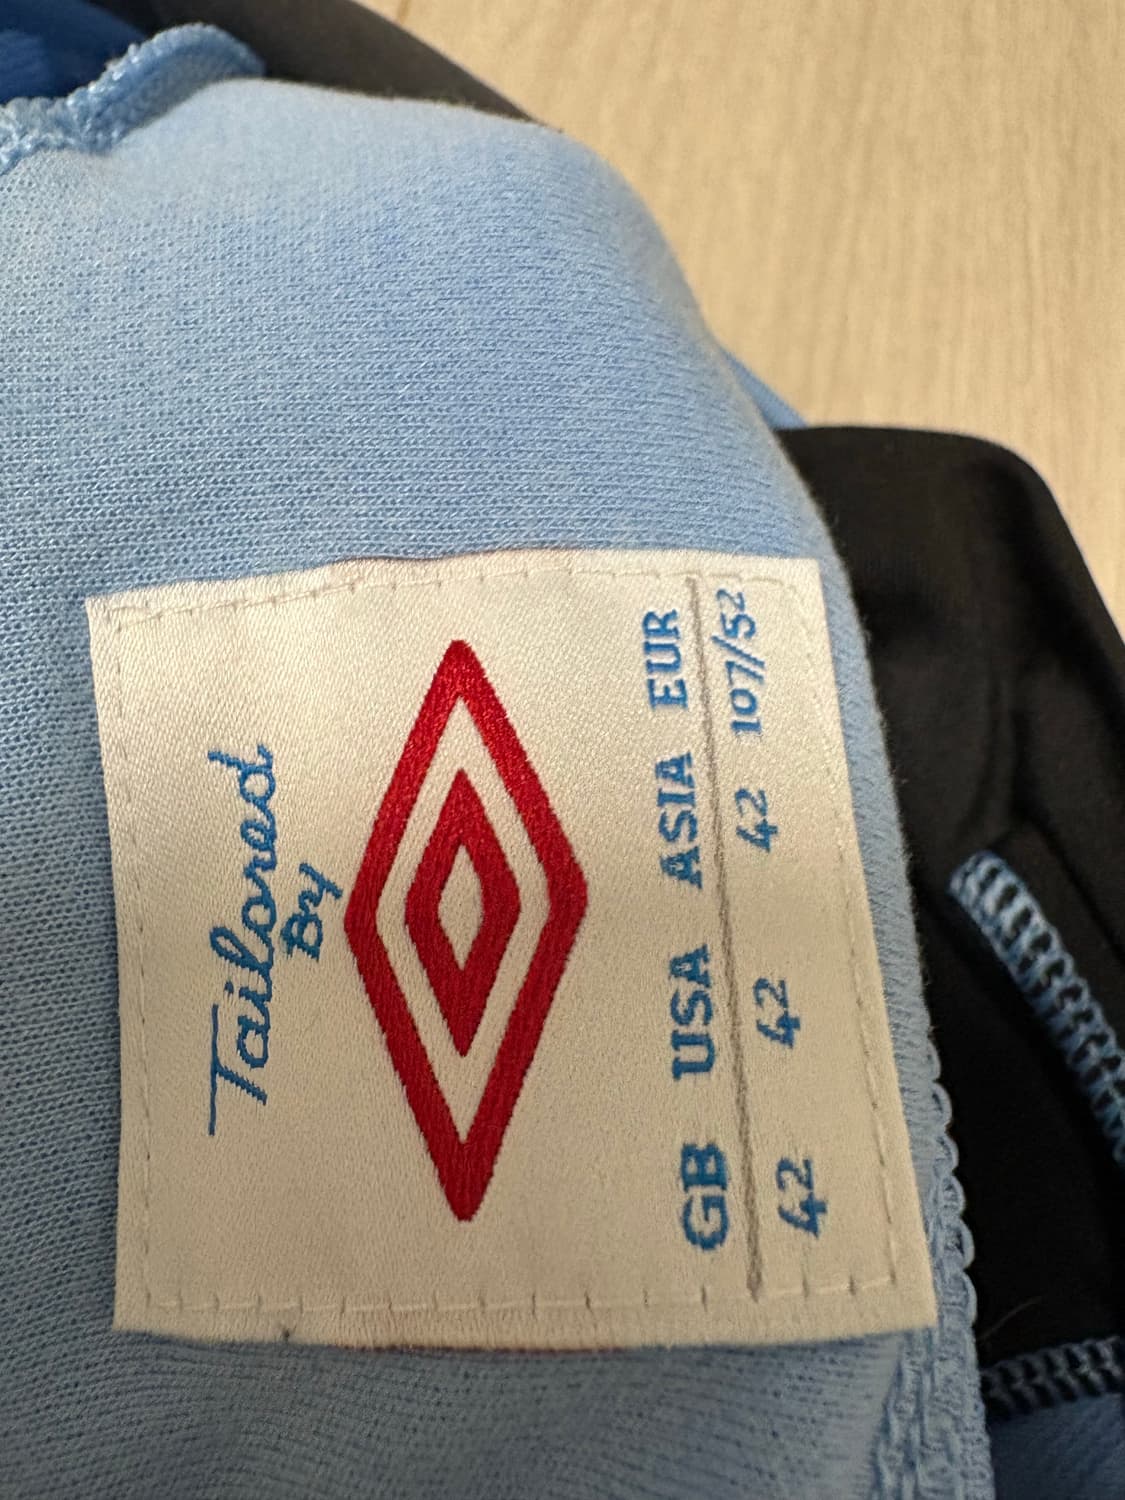 Tailored
By
GB USA ASIA EUR
42 42 42 107/52